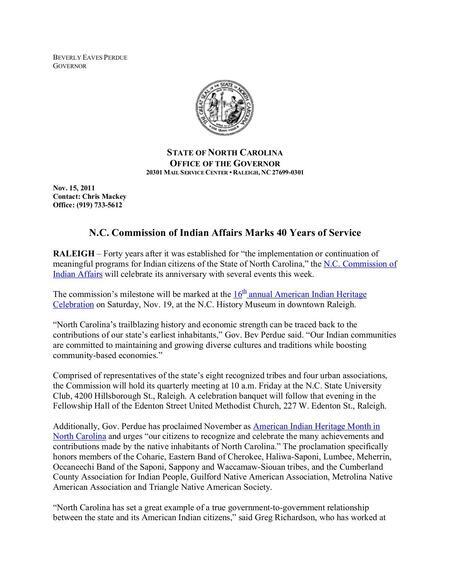 BEVERLY EAVES PERDUE
GOVERNOR
STATE OF NORTH CAROLINA
OFFICE OF THE GOVERNOR
20301 MAIL SERVICE CENTER • RALEIGH, NC 27699-0301
Nov. 15, 2011
Contact: Chris Mackey
Office: (919) 733-5612
N.C. Commission of Indian Affairs Marks 40 Years of Service
RALEIGH – Forty years after it was established for “the implementation or continuation of
meaningful programs for Indian citizens of the State of North Carolina,” the N.C. Commission of
Indian Affairs will celebrate its anniversary with several events this week.
The commission’s milestone will be marked at the 16th annual American Indian Heritage
Celebration on Saturday, Nov. 19, at the N.C. History Museum in downtown Raleigh.
“North Carolina’s trailblazing history and economic strength can be traced back to the
contributions of our state’s earliest inhabitants,” Gov. Bev Perdue said. “Our Indian communities
are committed to maintaining and growing diverse cultures and traditions while boosting
community-based economies.”
Comprised of representatives of the state’s eight recognized tribes and four urban associations,
the Commission will hold its quarterly meeting at 10 a.m. Friday at the N.C. State University
Club, 4200 Hillsborough St., Raleigh. A celebration banquet will follow that evening in the
Fellowship Hall of the Edenton Street United Methodist Church, 227 W. Edenton St., Raleigh.
Additionally, Gov. Perdue has proclaimed November as American Indian Heritage Month in
North Carolina and urges “our citizens to recognize and celebrate the many achievements and
contributions made by the native inhabitants of North Carolina.” The proclamation specifically
honors members of the Coharie, Eastern Band of Cherokee, Haliwa-Saponi, Lumbee, Meherrin,
Occaneechi Band of the Saponi, Sappony and Waccamaw-Siouan tribes, and the Cumberland
County Association for Indian People, Guilford Native American Association, Metrolina Native
American Association and Triangle Native American Society.
“North Carolina has set a great example of a true government-to-government relationship
between the state and its American Indian citizens,” said Greg Richardson, who has worked at